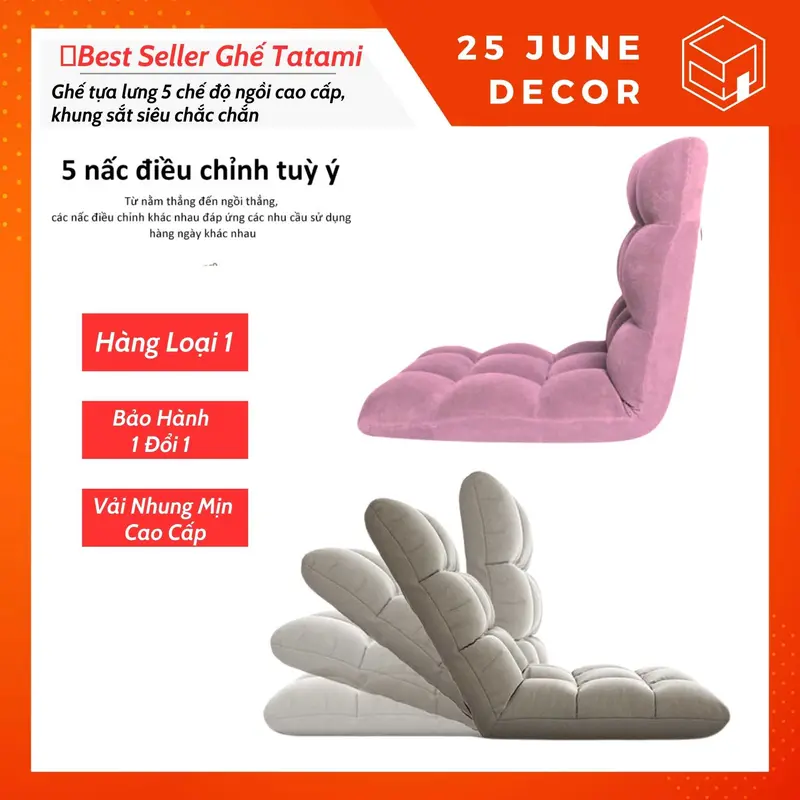 Best Seller Ghế Tatami
Ghế tựa lưng 5 chế độ ngồi cao cấp,
khung sắt siêu chắc chắn
25 JUNE
DECOR
5 nấc điều chỉnh tuỳ ý
Từ nằm thẳng đến ngồi thẳng,
các nấc điều chỉnh khác nhau đáp ứng các nhu cầu sử dụng
hàng ngày khác nhau
Hàng Loại 1
Bảo Hành
1 Đổi 1
Vải Nhung Mịn
Cao Cấp